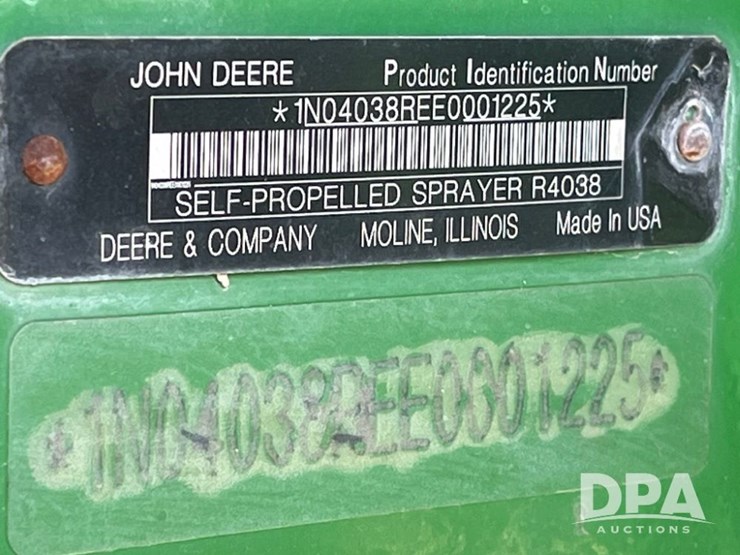 JOHN DEERE Product Identification Number
*1N04038REE0001225*
SELF-PROPELLED SPRAYER R4038
DEERE & COMPANY MOLINE, ILLINOIS Made In USA
*1N04038REE0001225*
DPA
AUCTIONS